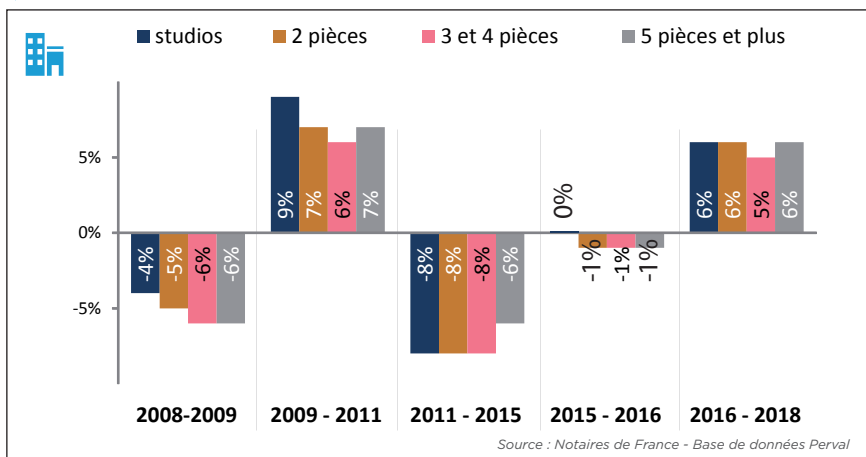 studios 2 pièces 3 et 4 pièces 5 pièces et plus
5%
0%
-5%
-4% -5% -6% -6%
9% 7% 6% 7%
-8% -8% -8% -6%
0% -1% -1% -1%
6% 6% 5% 6%
2008-2009 2009 - 2011 2011 - 2015 2015 - 2016 2016 - 2018
Source : Notaires de France - Base de données Perval